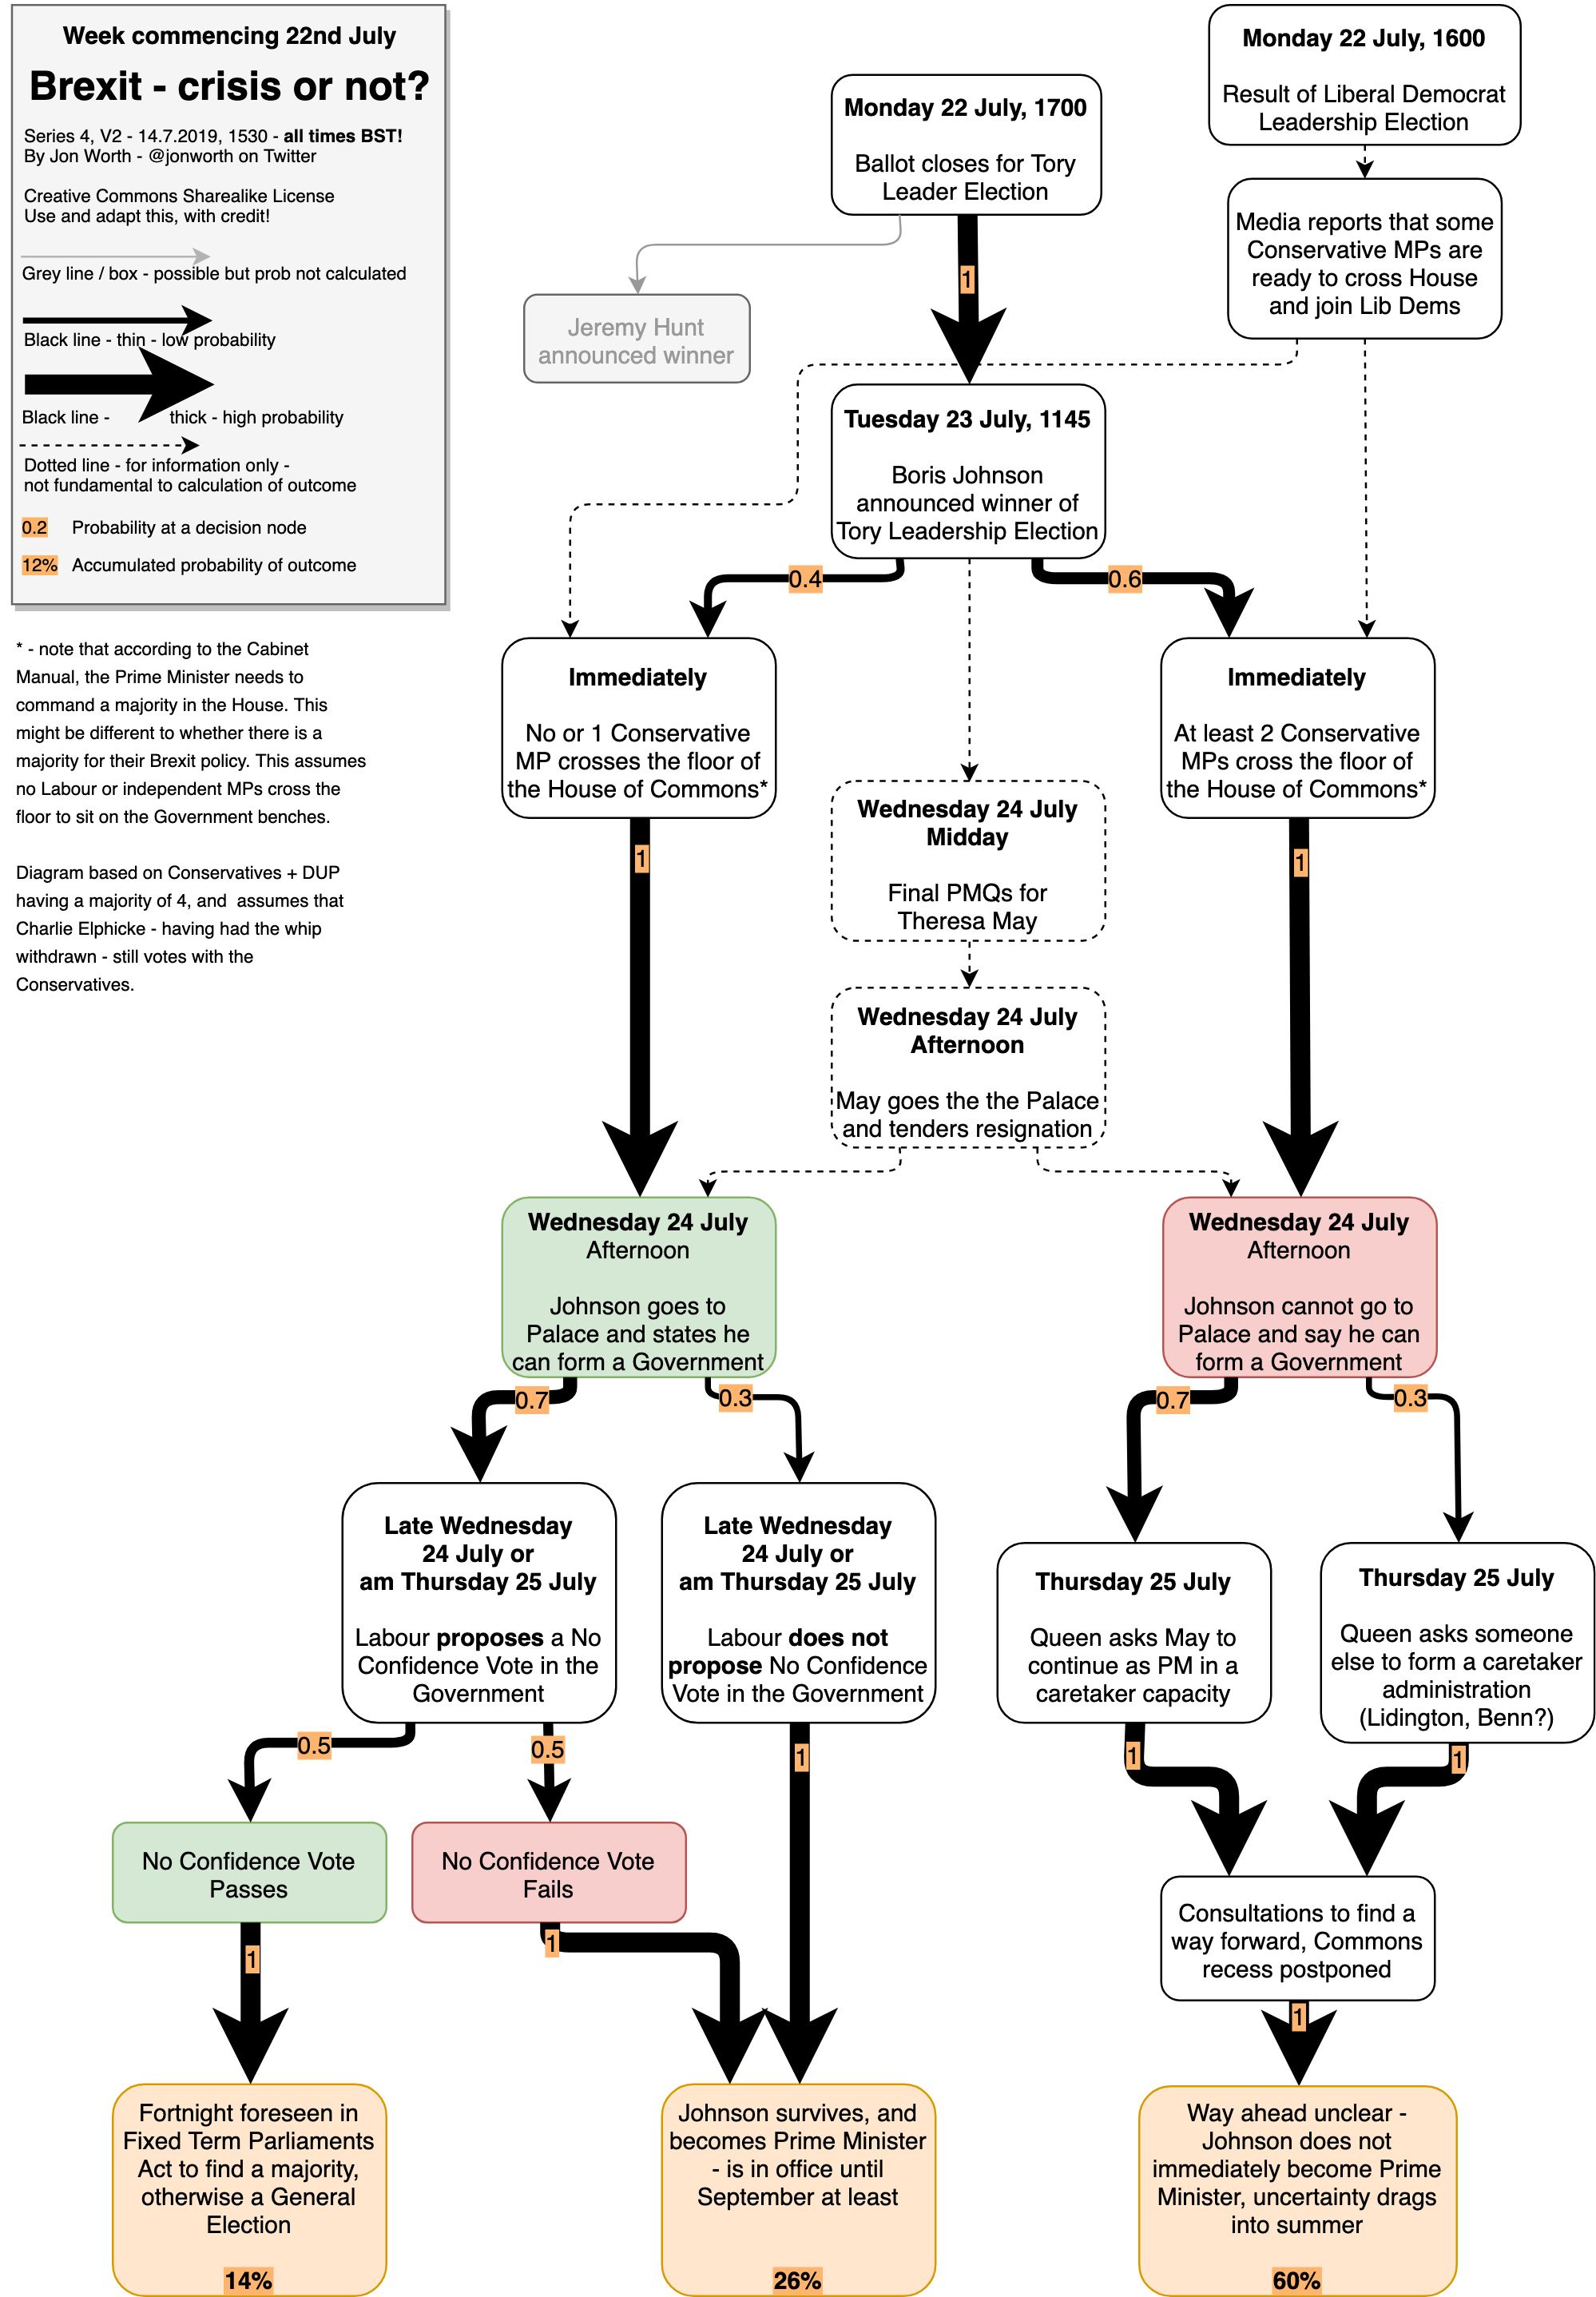 Week commencing 22nd July
Brexit - crisis or not?
Series 4, V2 - 14.7.2019, 1530 - all times BST!
By Jon Worth - @jonworth on Twitter
Creative Commons Sharealike License
Use and adapt this, with credit!
Grey line / box - possible but prob not calculated
Black line - thin - low probability
Black line - thick - high probability
Dotted line - for information only -
not fundamental to calculation of outcome
0.2 Probability at a decision node
12% Accumulated probability of outcome
* - note that according to the Cabinet
Manual, the Prime Minister needs to
command a majority in the House. This
might be different to whether there is a
majority for their Brexit policy. This assumes
no Labour or independent MPs cross the
floor to sit on the Government benches.
Diagram based on Conservatives + DUP
having a majority of 4, and assumes that
Charlie Elphicke - having had the whip
withdrawn - still votes with the
Conservatives.
Monday 22 July, 1600
Result of Liberal Democrat
Leadership Election
Monday 22 July, 1700
Ballot closes for Tory
Leader Election
Media reports that some
Conservative MPs are
ready to cross House
and join Lib Dems
1
Jeremy Hunt
announced winner
Tuesday 23 July, 1145
Boris Johnson
announced winner of
Tory Leadership Election
0.4
0.6
Immediately
No or 1 Conservative
MP crosses the floor of
the House of Commons*
Immediately
At least 2 Conservative
MPs cross the floor of
the House of Commons*
1
1
Wednesday 24 July
Midday
Final PMQs for
Theresa May
Wednesday 24 July
Afternoon
May goes the the Palace
and tenders resignation
Wednesday 24 July
Afternoon
Johnson goes to
Palace and states he
can form a Government
Wednesday 24 July
Afternoon
Johnson cannot go to
Palace and say he can
form a Government
0.7
0.3
0.7
0.3
Late Wednesday
24 July or
am Thursday 25 July
Labour proposes a No
Confidence Vote in the
Government
Late Wednesday
24 July or
am Thursday 25 July
Labour does not
propose No Confidence
Vote in the Government
Thursday 25 July
Queen asks May to
continue as PM in a
caretaker capacity
Thursday 25 July
Queen asks someone
else to form a caretaker
administration
(Lidington, Benn?)
0.5
0.5
1
1
1
No Confidence Vote
Passes
No Confidence Vote
Fails
Consultations to find a
way forward, Commons
recess postponed
1
1
1
Fortnight foreseen in
Fixed Term Parliaments
Act to find a majority,
otherwise a General
Election
14%
Johnson survives, and
becomes Prime Minister
- is in office until
September at least
26%
Way ahead unclear -
Johnson does not
immediately become Prime
Minister, uncertainty drags
into summer
60%